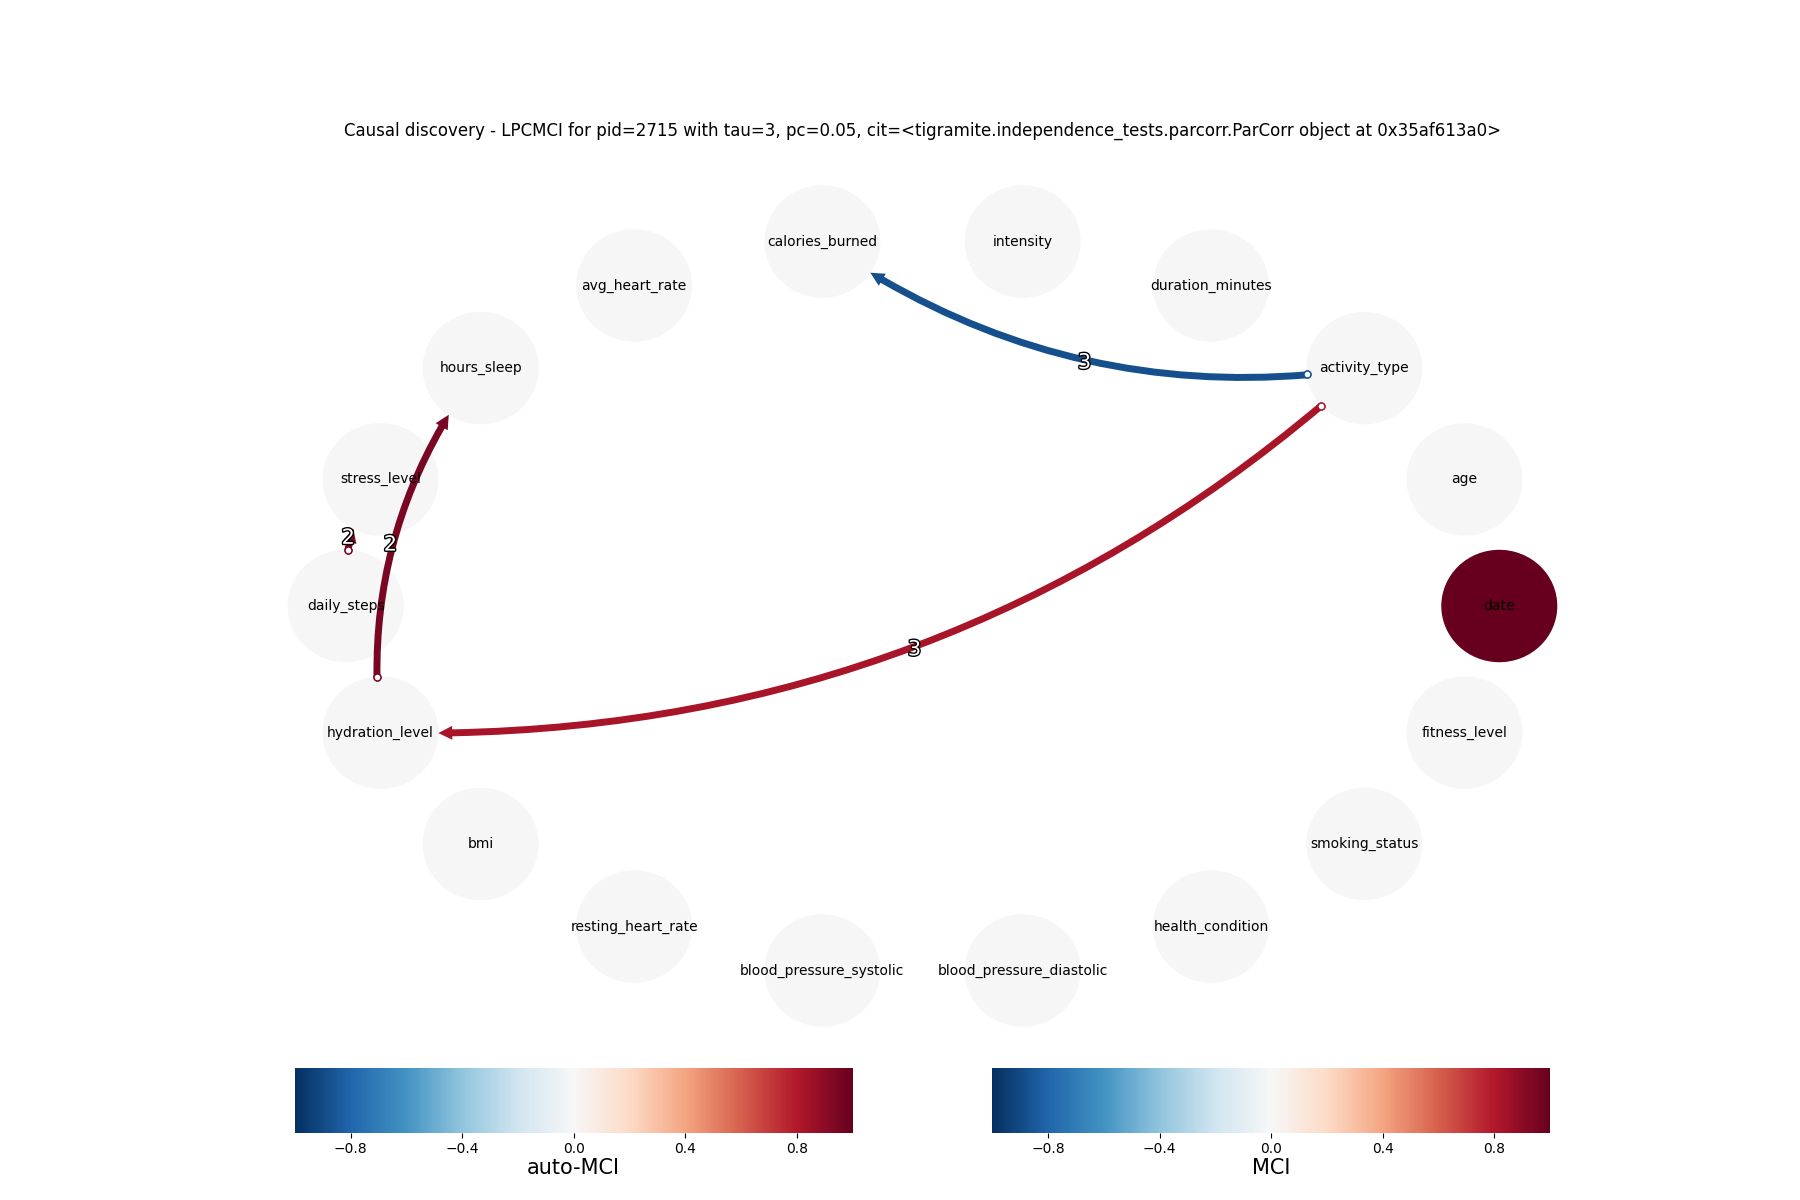 Causal discovery - LPCMCI for pid=2715 with tau=3, pc=0.05, cit=<tigramite.independence_tests.parcorr.ParCorr object at 0x35af613a0>
calories_burned
intensity
avg_heart_rate
duration_minutes
3
hours_sleep
activity_type
stress_level
age
2
2
daily_steps
date
3
hydration_level
fitness_level
bmi
smoking_status
resting_heart_rate
health_condition
blood_pressure_systolic
blood_pressure_diastolic
−0.8 −0.4 0.0 0.4 0.8
auto-MCI
−0.8 −0.4 0.0 0.4 0.8
MCI